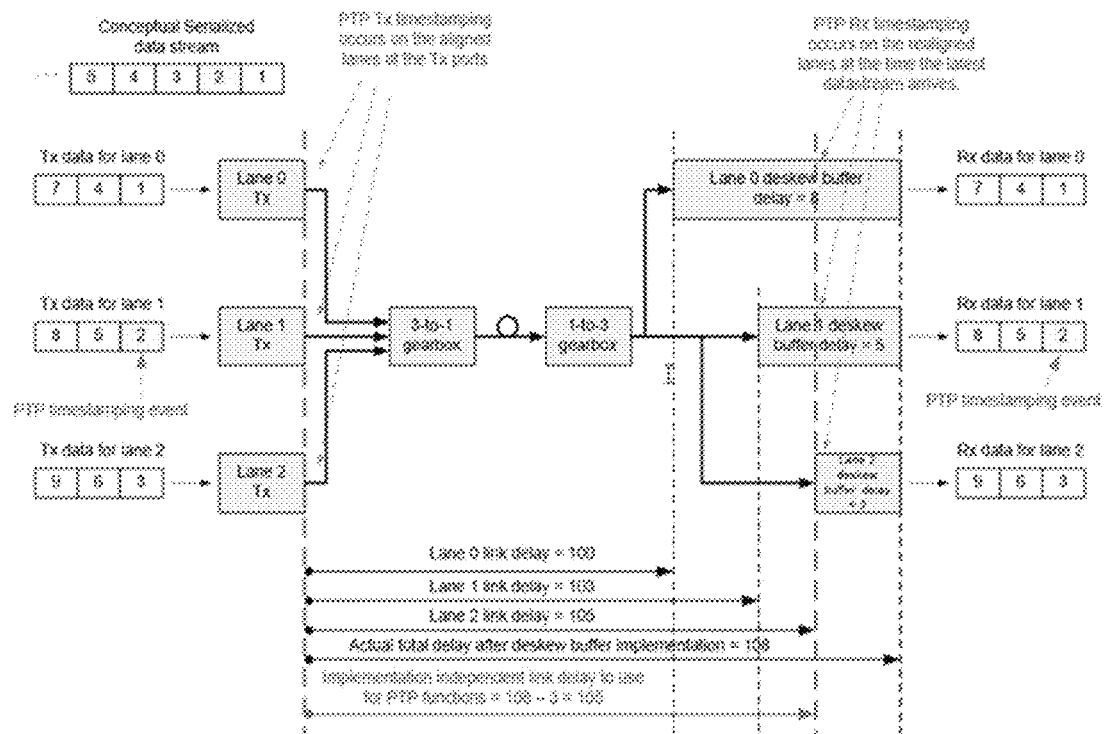 Conceptual Serialized
data stream
... 5 4 3 2 1
PTP Tx timestamping
occurs on the aligned
lanes at the Tx ports
PTP Rx timestamping
occurs on the realigned
lanes at the time the latest
datastream arrives.
Tx data for lane 0
7 4 1
Lane 0
Tx
Lane 0 deskew buffer
delay = 8
Rx data for lane 0
7 4 1
Tx data for lane 1
8 5 2
Lane 1
Tx
3-to-1
gearbox
1-to-3
gearbox
Lane 1 deskew
buffer delay = 5
Rx data for lane 1
8 5 2
PTP timestamping event
PTP timestamping event
Tx data for lane 2
9 6 3
Lane 2
Tx
Lane 2
deskew
buffer delay
Rx data for lane 2
9 6 3
Lane 0 link delay = 100
Lane 1 link delay = 103
Lane 2 link delay = 105
Actual total delay after deskew buffer implementation = 108
Implementation independent link delay to use
for PTP functions = 108 – 3 = 105